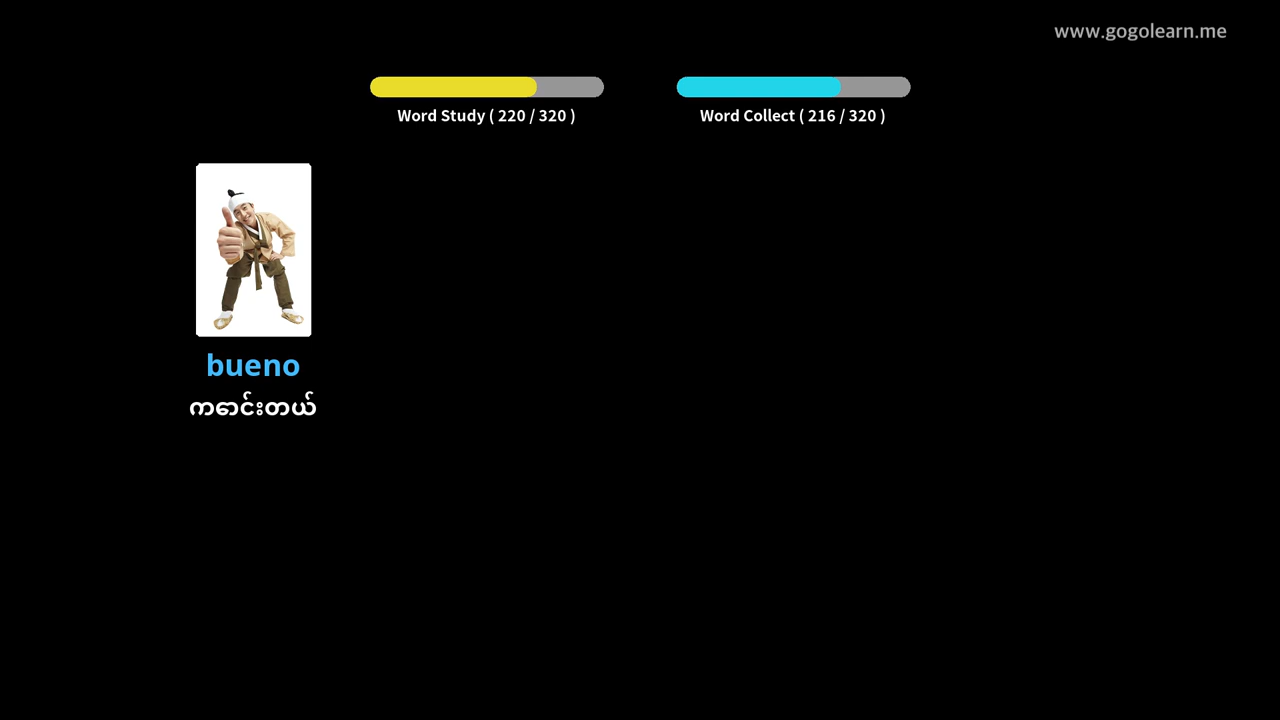 www.gogolearn.me
Word Study ( 220 / 320 )
Word Collect ( 216 / 320 )
bueno
ကောင်းတယ်